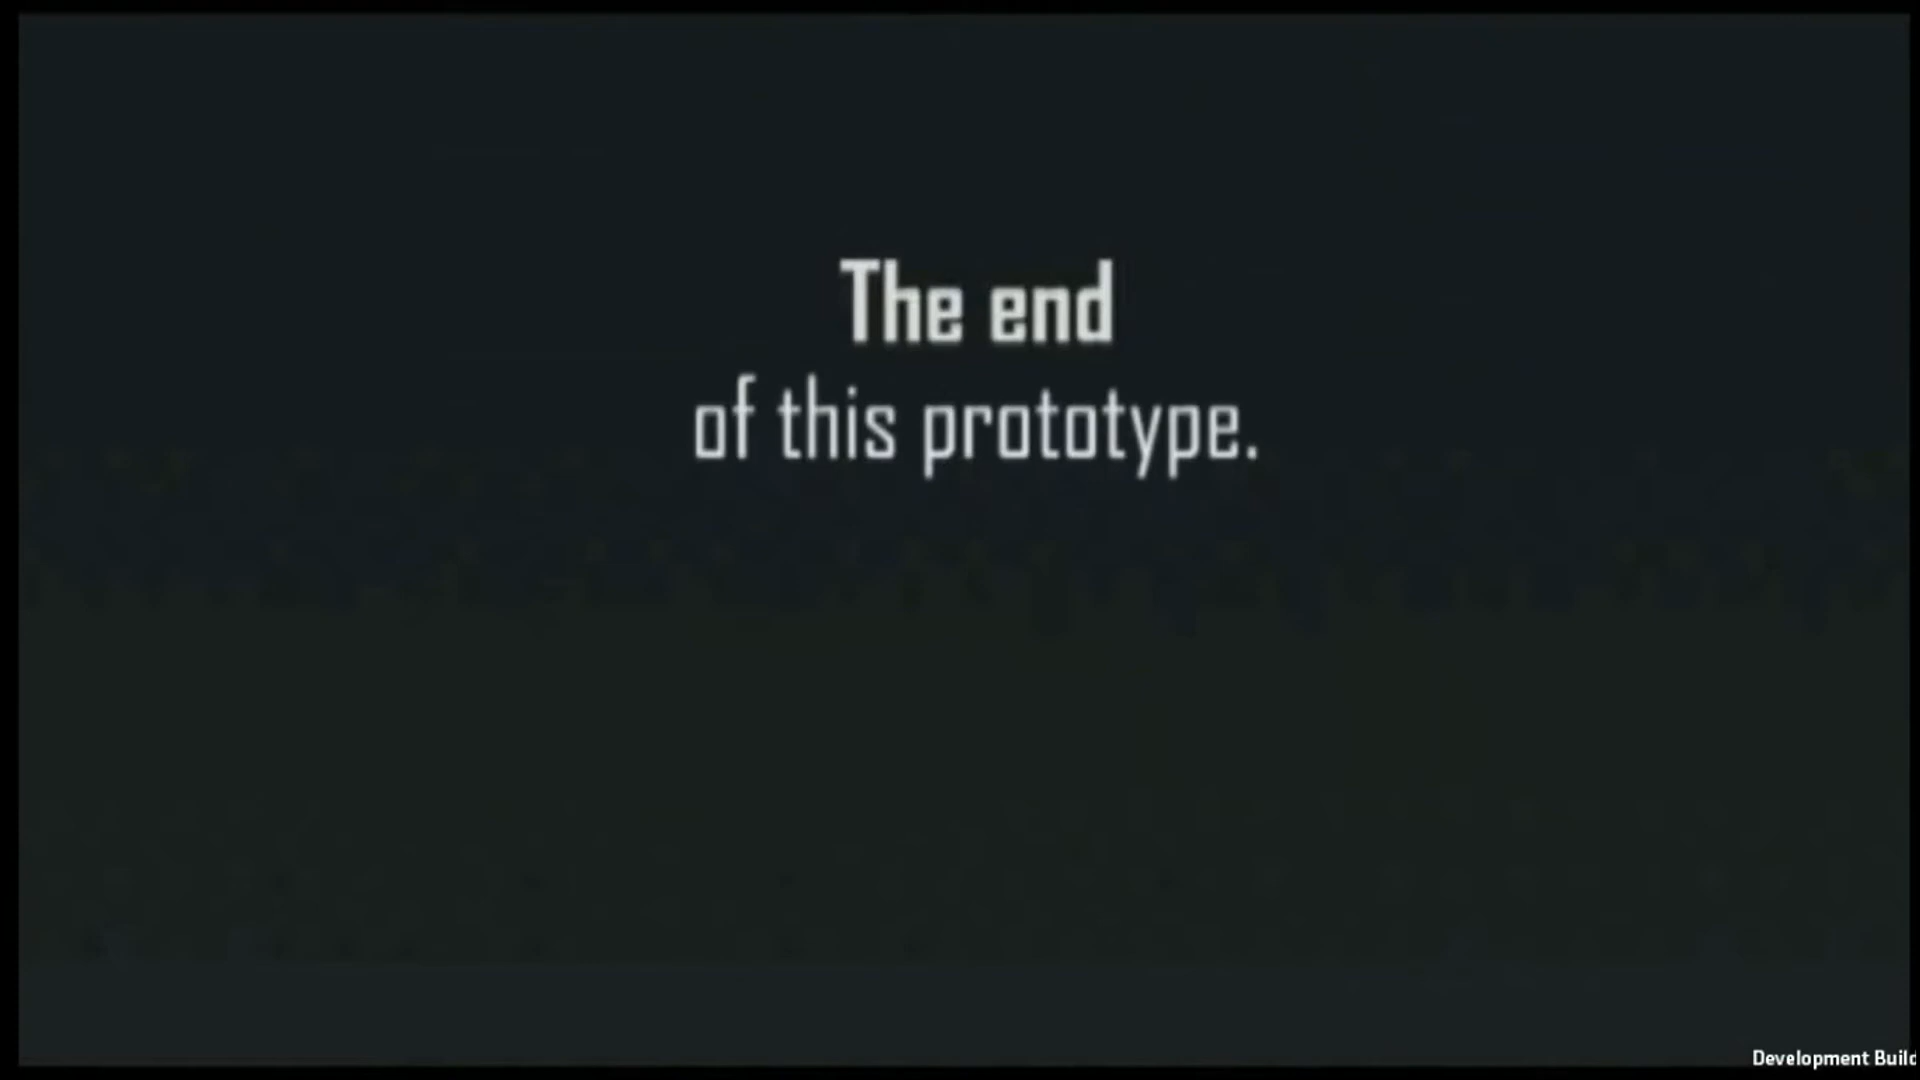 The end
of this prototype.
Development Build